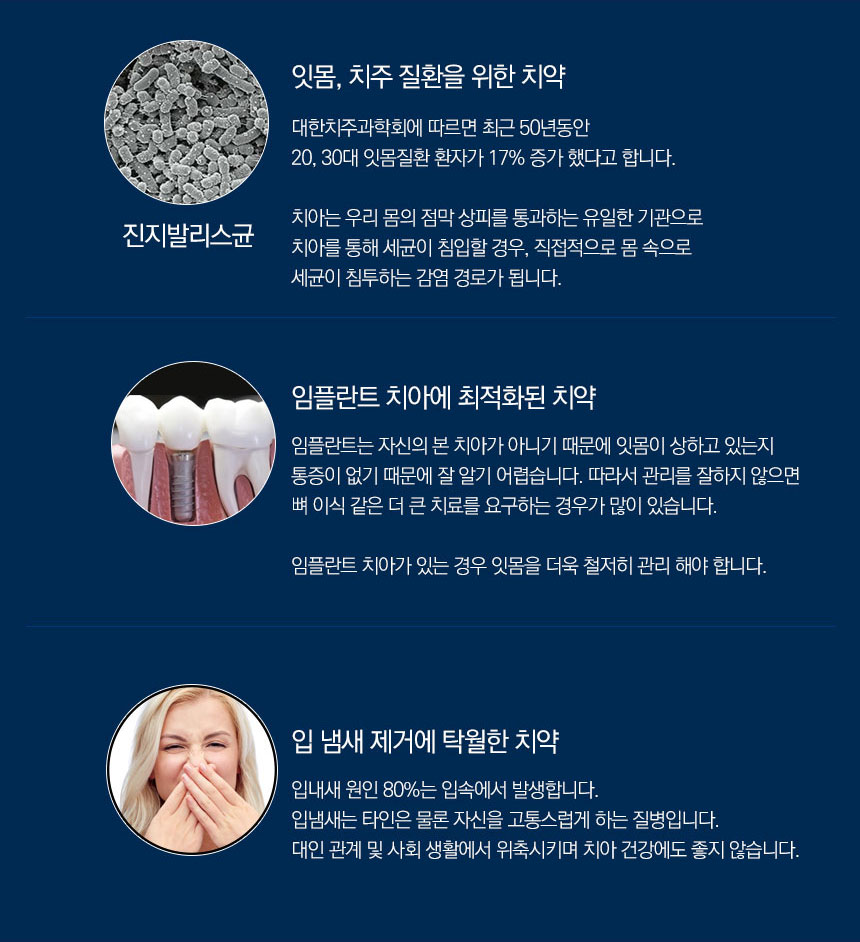 잇몸, 치주 질환을 위한 치약
대한치주과학회에 따르면 최근 50년동안
20, 30대 잇몸질환 환자가 17% 증가 했다고 합니다.
치아는 우리 몸의 점막 상피를 통과하는 유일한 기관으로
치아를 통해 세균이 침입할 경우, 직접적으로 몸 속으로
세균이 침투하는 감염 경로가 됩니다.
진지발리스균
임플란트 치아에 최적화된 치약
임플란트는 자신의 본 치아가 아니기 때문에 잇몸이 상하고 있는지
통증이 없기 때문에 잘 알기 어렵습니다. 따라서 관리를 잘하지 않으면
뼈 이식 같은 더 큰 치료를 요구하는 경우가 많이 있습니다.
임플란트 치아가 있는 경우 잇몸을 더욱 철저히 관리 해야 합니다.
입 냄새 제거에 탁월한 치약
입내새 원인 80%는 입속에서 발생합니다.
입냄새는 타인은 물론 자신을 고통스럽게 하는 질병입니다.
대인 관계 및 사회 생활에서 위축시키며 치아 건강에도 좋지 않습니다.